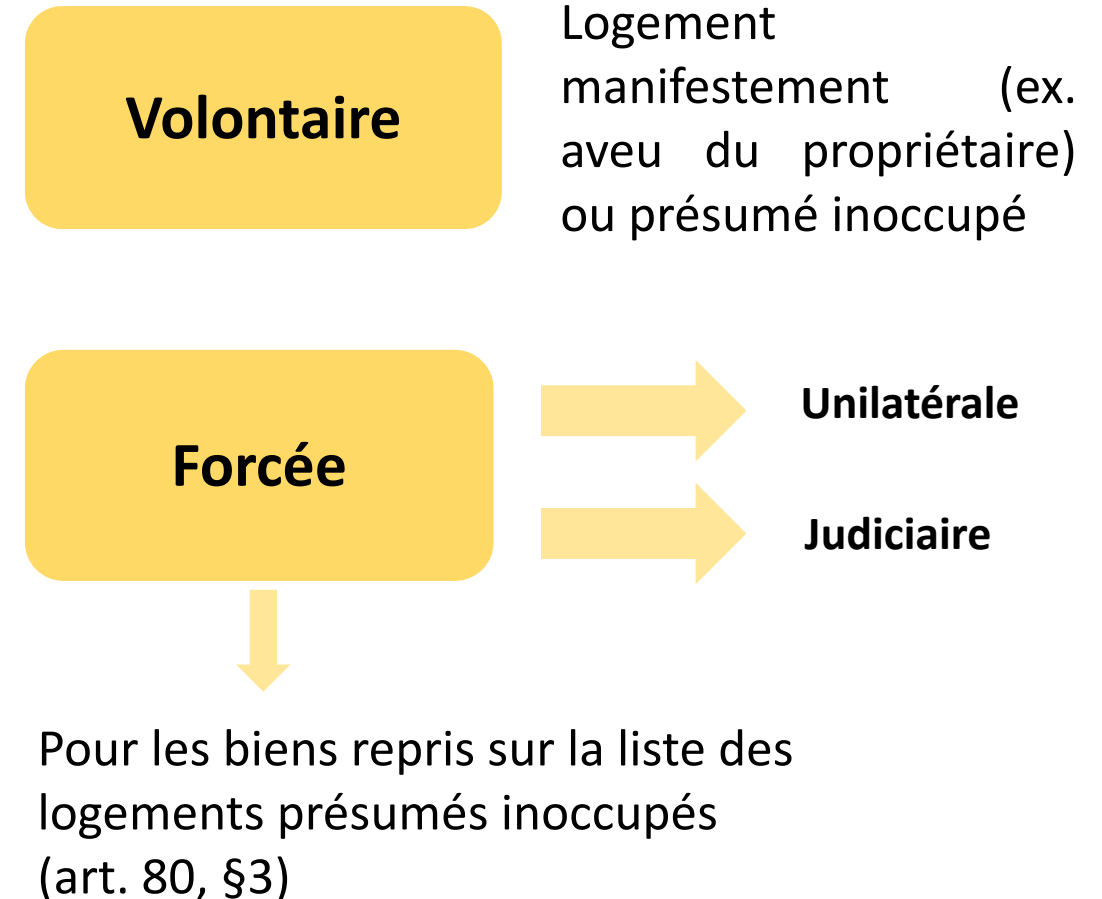 Volontaire
Logement
manifestement (ex.
aveu du propriétaire)
ou présumé inoccupé
Forcée
Unilatérale
Judiciaire
Pour les biens repris sur la liste des
logements présumés inoccupés
(art. 80, §3)